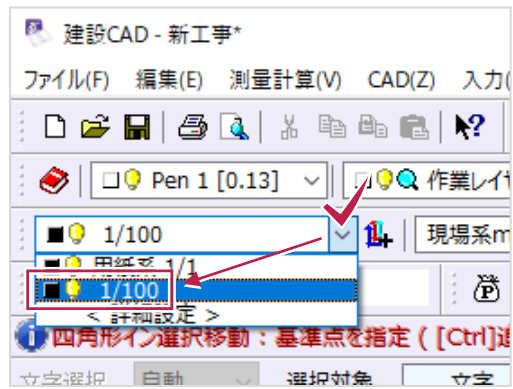 建設CAD - 新工事*
ファイル(F) 編集(E) 測量計算(V) CAD(Z) 入力(
Pen 1 [0.13] 作業レイヤ
1/100 現場系m
用紙系 1/1
1/100
< 詳細設定 >
四角形イン選択移動 : 基準点を指定 ( [Ctrl]追
文字選択 自動 選択対象 文字